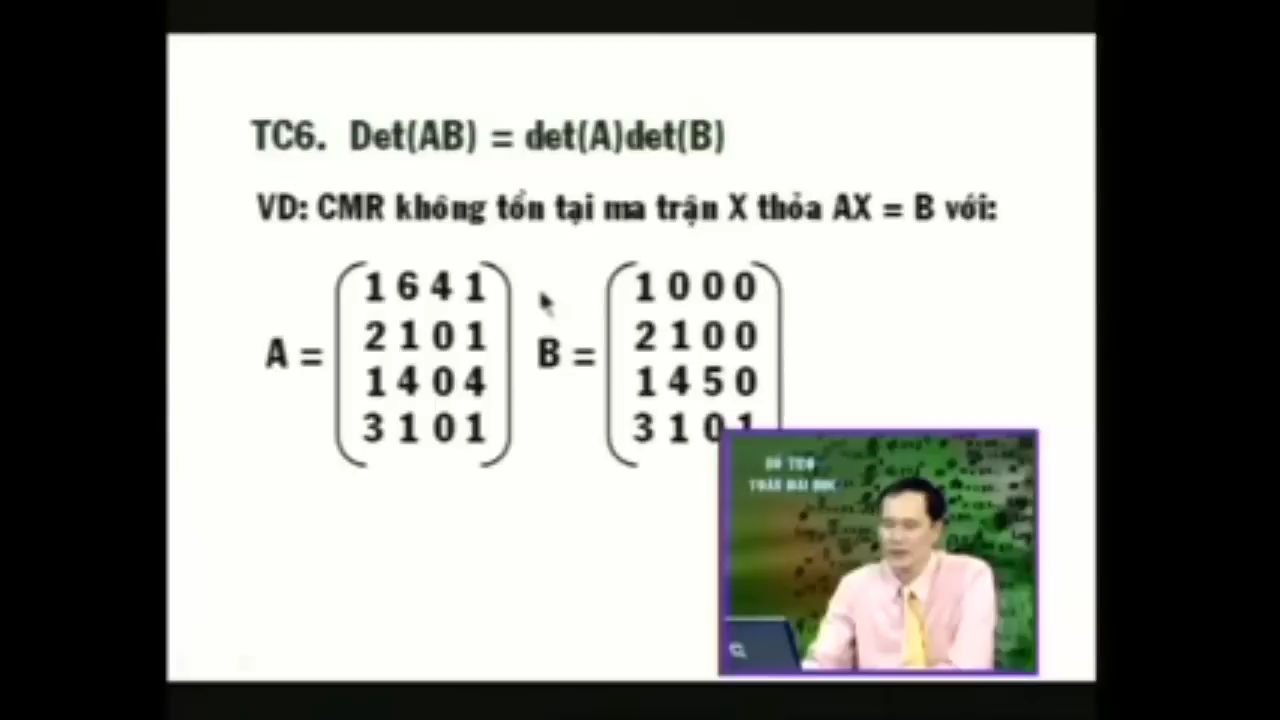 TC6. Det(AB) = det(A)det(B)
VD: CMR không tồn tại ma trận X thỏa AX = B với:
A =
1 6 4 1
2 1 0 1
1 4 0 4
3 1 0 1
B =
1 0 0 0
2 1 0 0
1 4 5 0
3 1 0 1